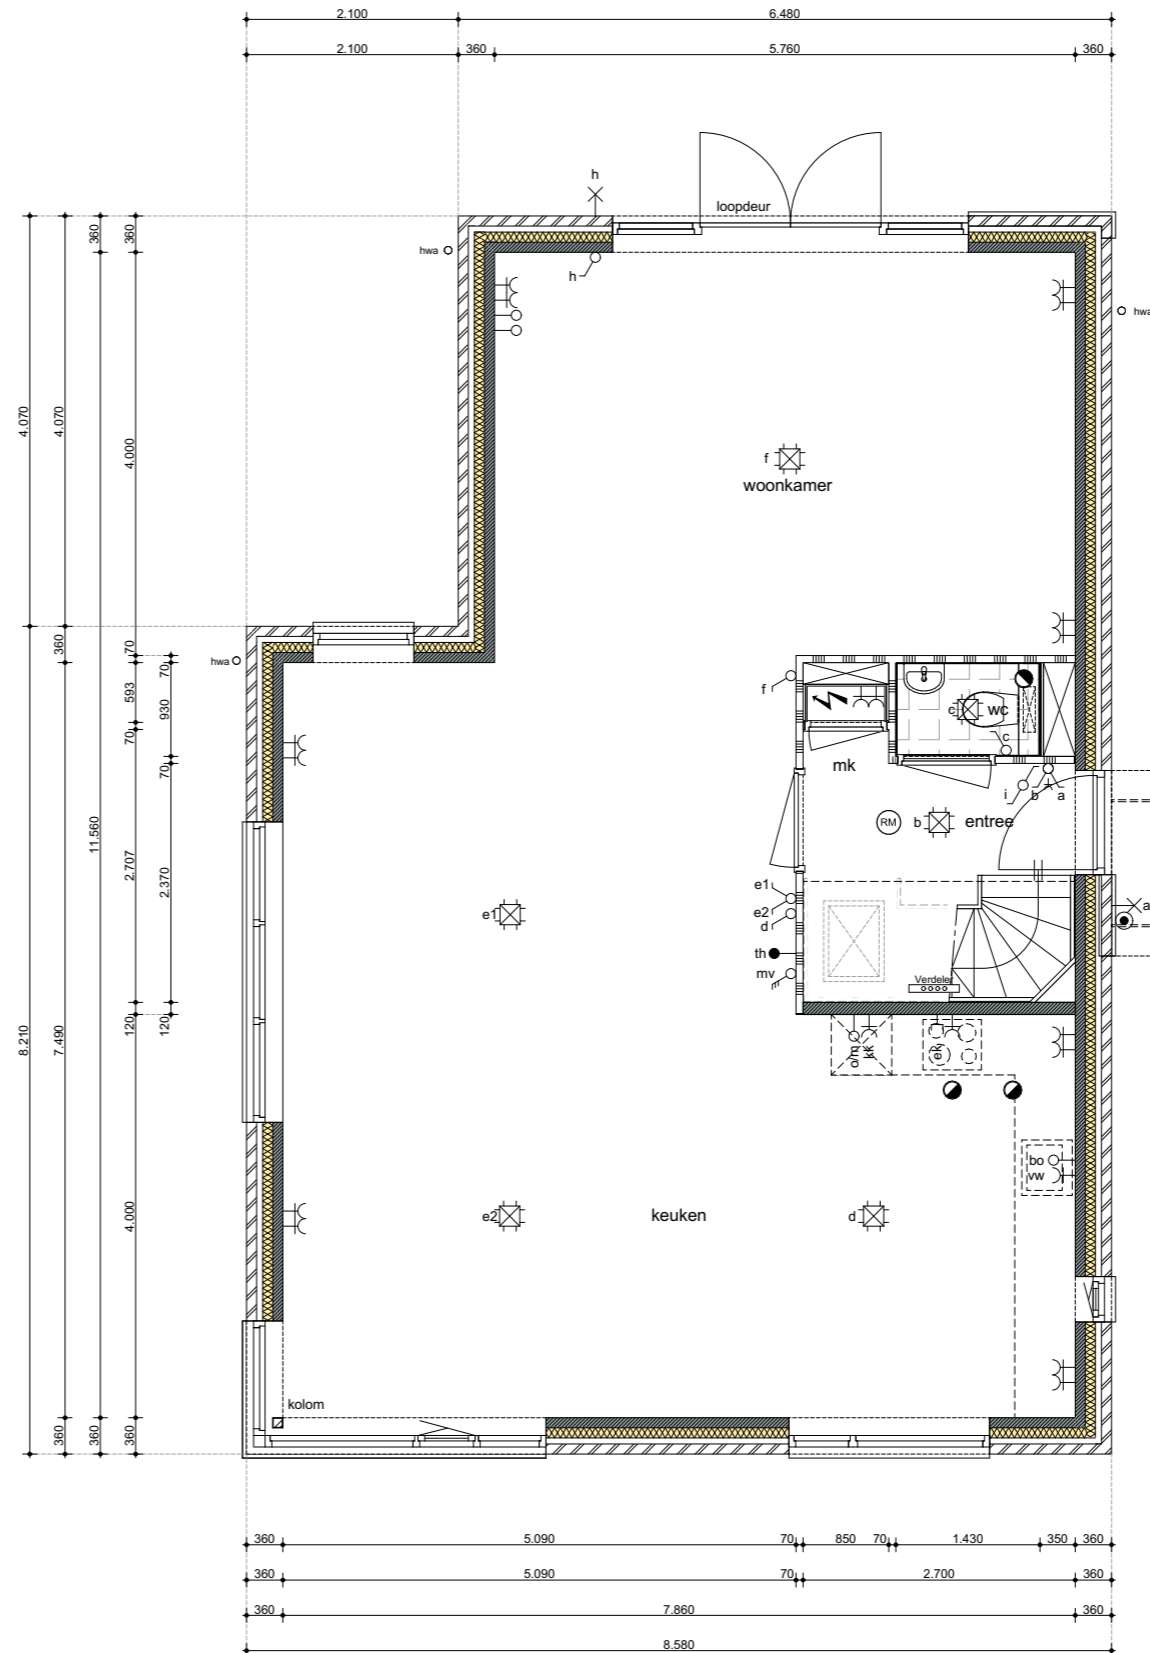 2.100
6.480
2.100
360
5.760
360
h
loopdeur
hwa
h
hwa
360
360
4.070
4.070
4.000
f
woonkamer
360
70
70
hwa
593
930
70
70
f
c
wc
c
mk
i
b
a
RM
b
entree
11.560
2.707
2.370
e1
e2
d
e1
a
th
mv
Verdeler
120
120
8.210
7.490
o/m
kk
ek
bo
vw
4.000
e2
keuken
d
kolom
360
360
360
360
5.090
70
850
70
1.430
350
360
360
5.090
70
2.700
360
360
7.860
360
8.580